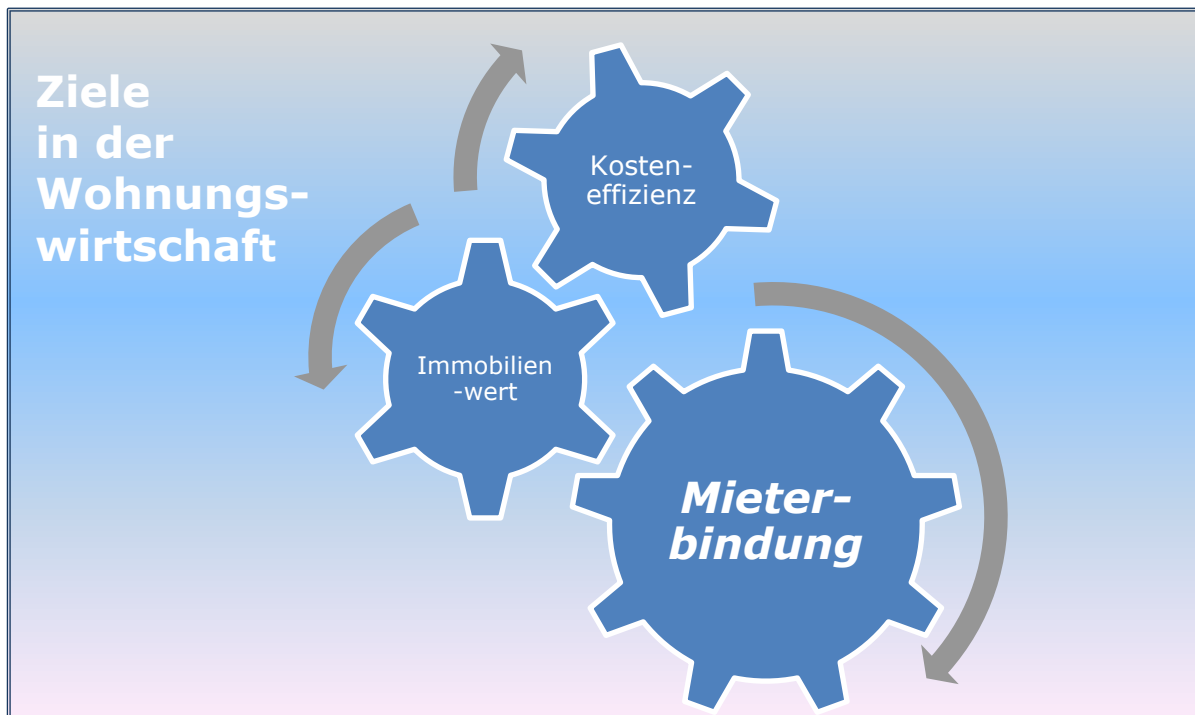 Ziele
in der
Wohnungs-
wirtschaft
Kosten-
effizienz
Immobilien
-wert
Mieter-
bindung